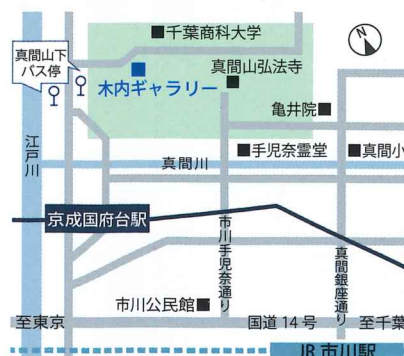 千葉商科大学
真間山下
バス停
木内ギャラリー
真間山弘法寺
N
亀井院
江戸川
手児奈霊堂
真間小
真間川
京成国府台駅
市川手児奈通り
真間銀座通り
市川公民館
至東京
国道14号
至千葉
JR 市川駅